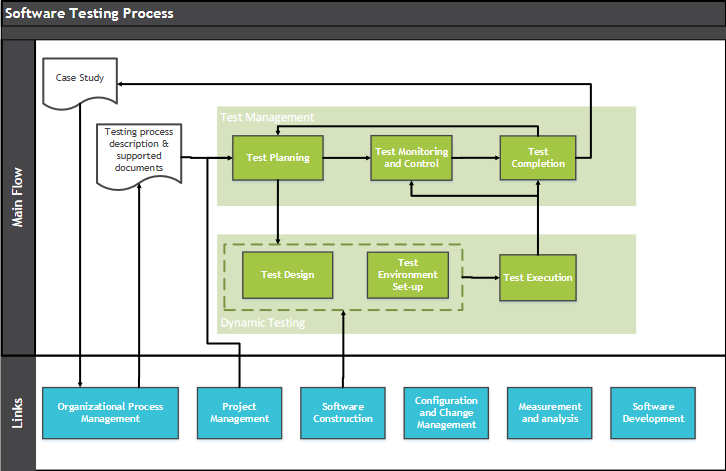 Software Testing Process
Main Flow
Case Study
Testing process
description &
supported
documents
Test Management
Test Planning
Test Monitoring
and Control
Test
Completion
Test Design
Test
Environment
Set-up
Test Execution
Dynamic Testing
Links
Organizational Process
Management
Project
Management
Software
Construction
Configuration
and Change
Management
Measurement
and analysis
Software
Development